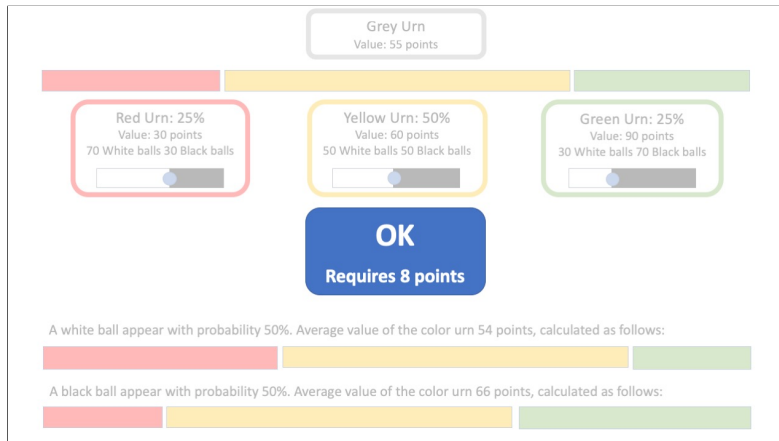 Grey Urn
Value: 55 points
Red Urn: 25%
Value: 30 points
70 White balls 30 Black balls
Yellow Urn: 50%
Value: 60 points
50 White balls 50 Black balls
Green Urn: 25%
Value: 90 points
30 White balls 70 Black balls
OK
Requires 8 points
A white ball appear with probability 50%. Average value of the color urn 54 points, calculated as follows:
A black ball appear with probability 50%. Average value of the color urn 66 points, calculated as follows: